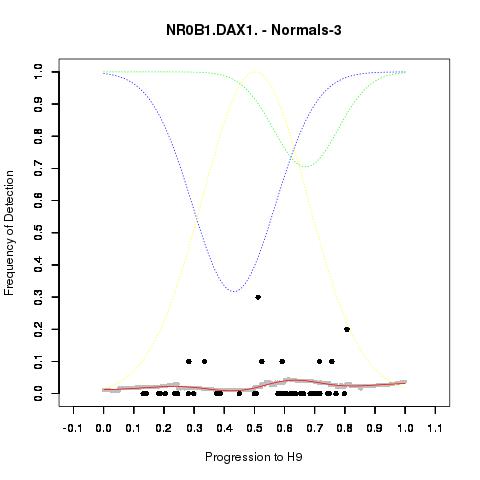 NR0B1.DAX1. - Normals-3
Frequency of Detection
1.0
0.9
0.8
0.7
0.6
0.5
0.4
0.3
0.2
0.1
0.0
-0.1 0.0 0.1 0.2 0.3 0.4 0.5 0.6 0.7 0.8 0.9 1.0 1.1
Progression to H9